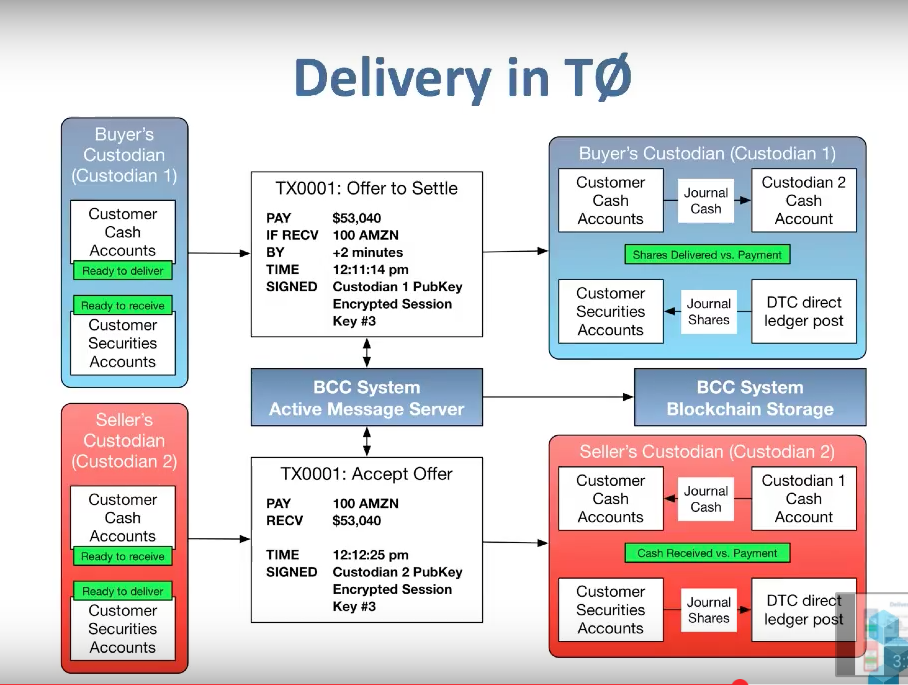 Delivery in TØ
Buyer's
Custodian
(Custodian 1)
Customer
Cash
Accounts
Ready to deliver
Ready to receive
Customer
Securities
Accounts
TX0001: Offer to Settle
PAY $53,040
IF RECV 100 AMZN
BY +2 minutes
TIME 12:11:14 pm
SIGNED Custodian 1 PubKey
Encrypted Session
Key #3
Buyer's Custodian (Custodian 1)
Customer
Cash
Accounts
Journal
Cash
Custodian 2
Cash
Account
Shares Delivered vs. Payment
Customer
Securities
Accounts
Journal
Shares
DTC direct
ledger post
BCC System
Active Message Server
BCC System
Blockchain Storage
Seller's
Custodian
(Custodian 2)
Customer
Cash
Accounts
Ready to receive
Ready to deliver
Customer
Securities
Accounts
TX0001: Accept Offer
PAY 100 AMZN
RECV $53,040
TIME 12:12:25 pm
SIGNED Custodian 2 PubKey
Encrypted Session
Key #3
Seller's Custodian (Custodian 2)
Customer
Cash
Accounts
Journal
Cash
Custodian 1
Cash
Account
Cash Received vs. Payment
Customer
Securities
Accounts
Journal
Shares
DTC direct
ledger post